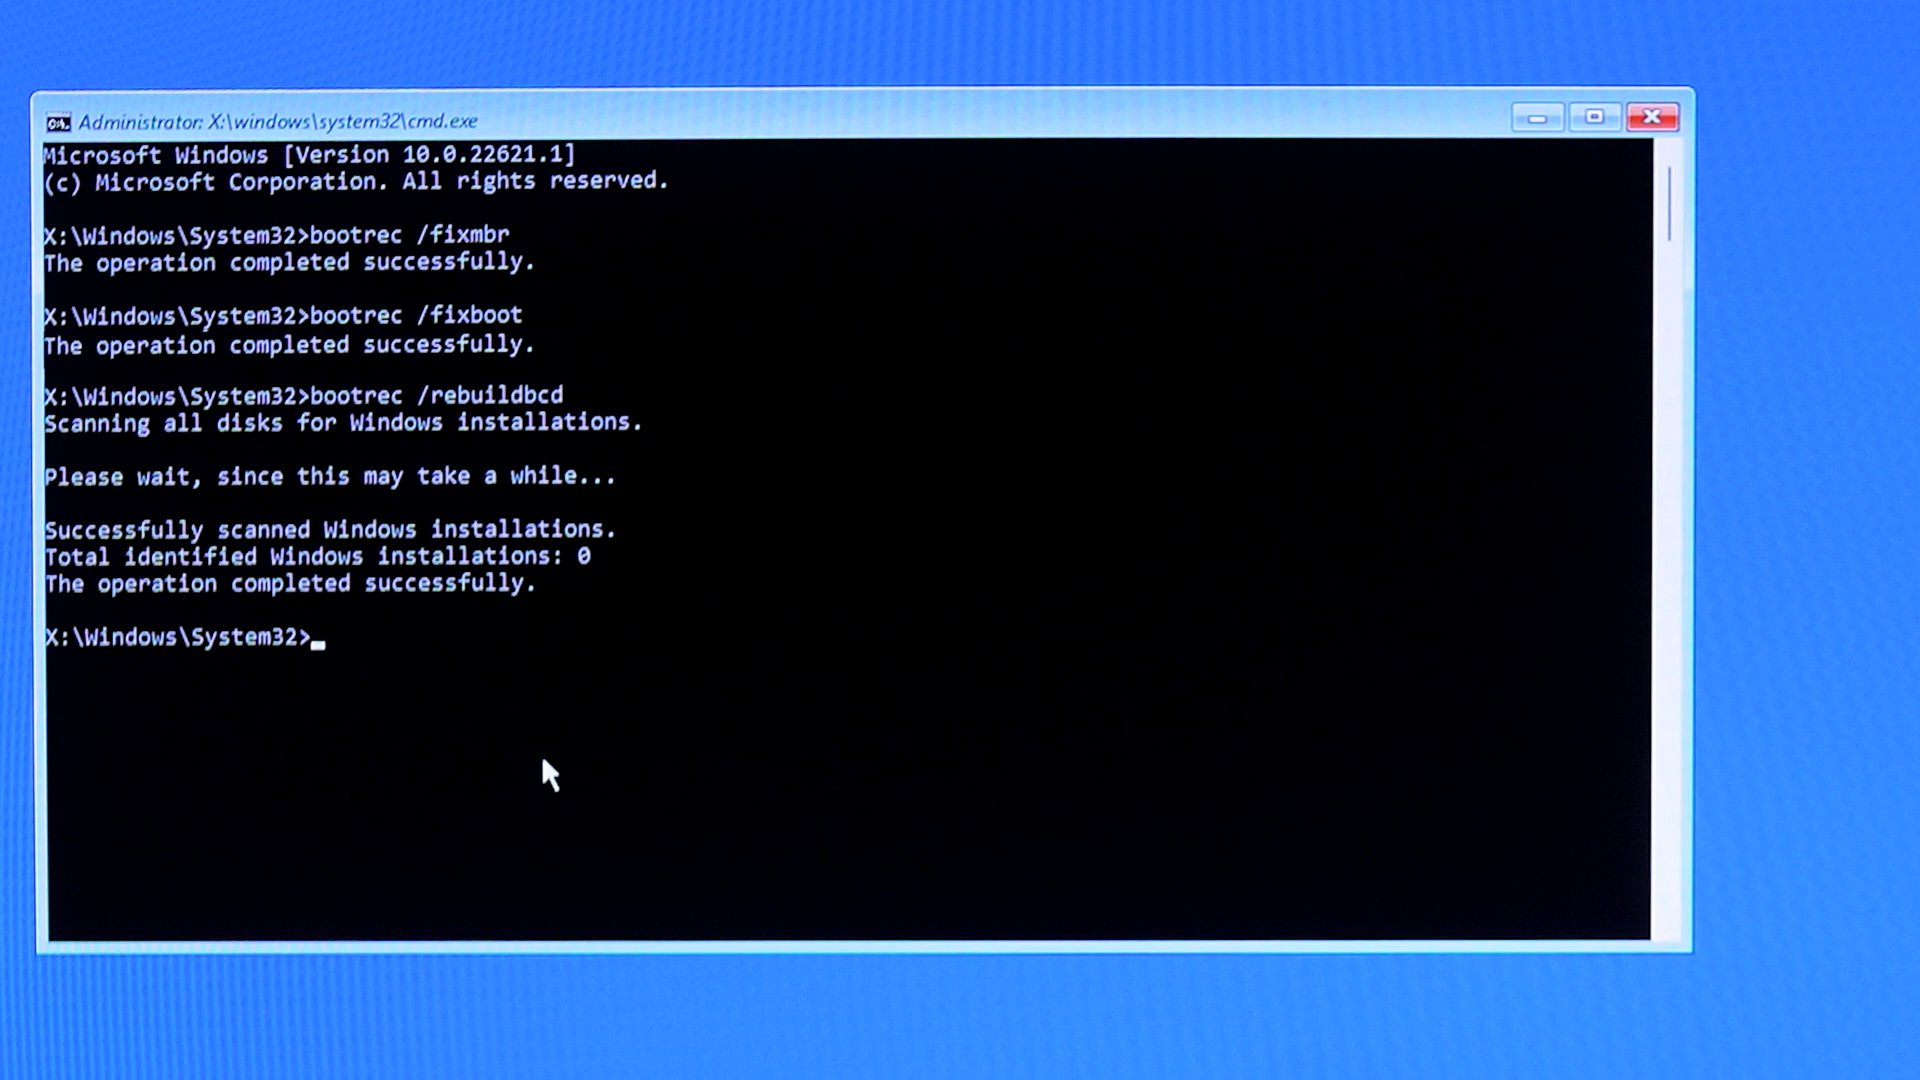 Administrator: X:\windows\system32\cmd.exe
Microsoft Windows [Version 10.0.22621.1]
(c) Microsoft Corporation. All rights reserved.
X:\Windows\System32>bootrec /fixmbr
The operation completed successfully.
X:\Windows\System32>bootrec /fixboot
The operation completed successfully.
X:\Windows\System32>bootrec /rebuildbcd
Scanning all disks for Windows installations.
Please wait, since this may take a while...
Successfully scanned Windows installations.
Total identified Windows installations: 0
The operation completed successfully.
X:\Windows\System32>